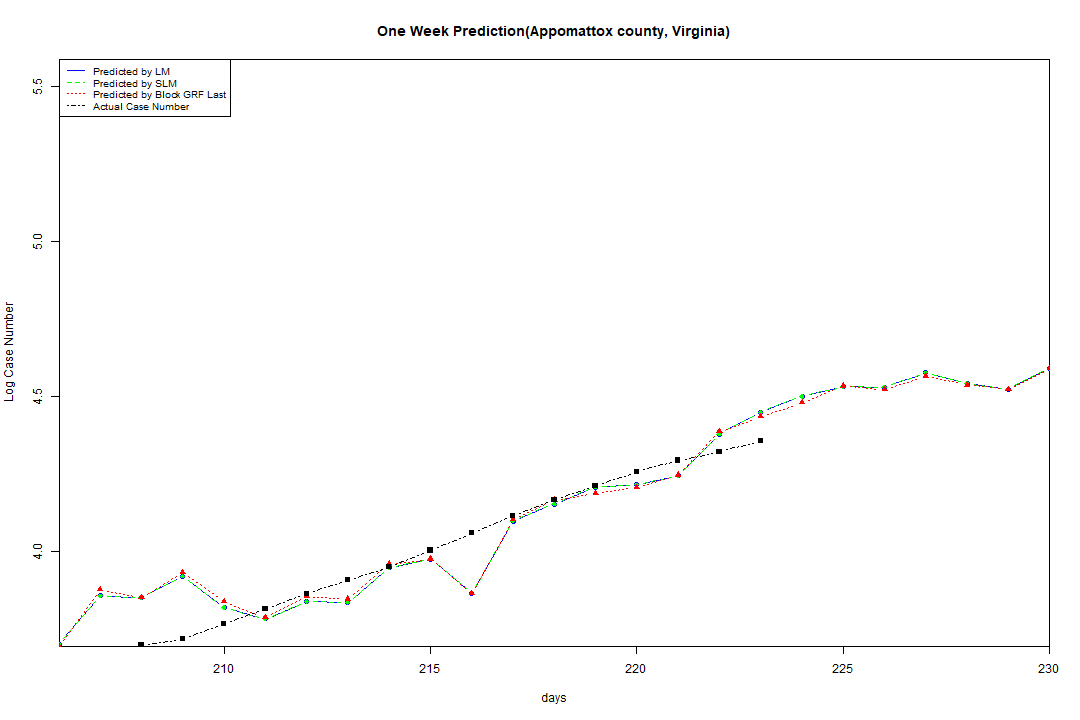 One Week Prediction(Appomattox county, Virginia)
Predicted by LM
Predicted by SLM
Predicted by Block GRF Last
Actual Case Number
5.5
5.0
4.5
4.0
Log Case Number
210 215 220 225 230
days